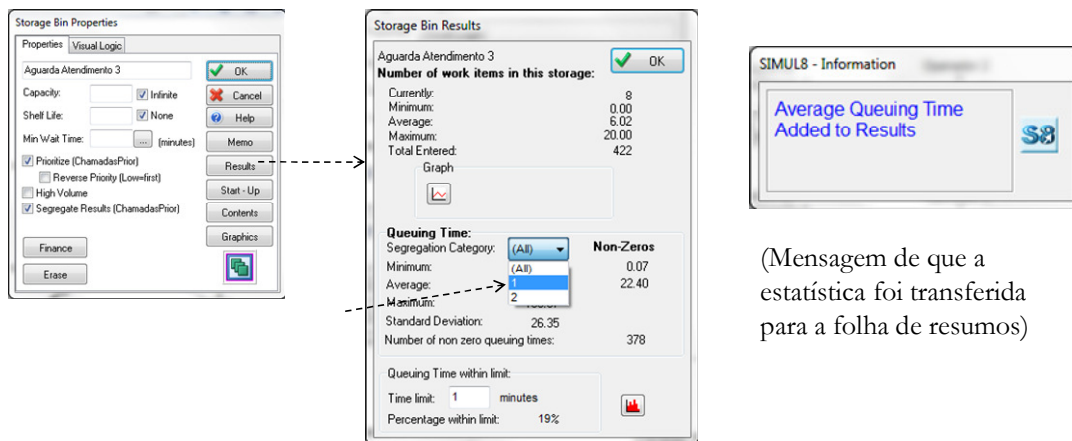 Storage Bin Properties
Properties
Visual Logic
Aguarda Atendimento 3
OK
Capacity:
Infinite
Cancel
Shelf Life:
None
Help
Min Wait Time:
...
(minutes)
Memo
Prioritize (ChamadasPrior)
Results
Reverse Priority (Low=first)
High Volume
Start - Up
Segregate Results (ChamadasPrior)
Contents
Graphics
Finance
Erase
Storage Bin Results
Aguarda Atendimento 3
OK
Number of work items in this storage:
Currently: 8
Minimum: 0.00
Average: 6.02
Maximum: 20.00
Total Entered: 422
Graph
Queuing Time:
Segregation Category: (All) Non-Zeros
Minimum: (All) 0.07
Average: 1 22.40
Maximum: 2
Standard Deviation: 26.35
Number of non zero queuing times: 378
Queuing Time within limit:
Time limit: 1 minutes
Percentage within limit: 19%
SIMUL8 - Information
Average Queuing Time
Added to Results
S8
(Mensagem de que a
estatística foi transferida
para a folha de resumos)